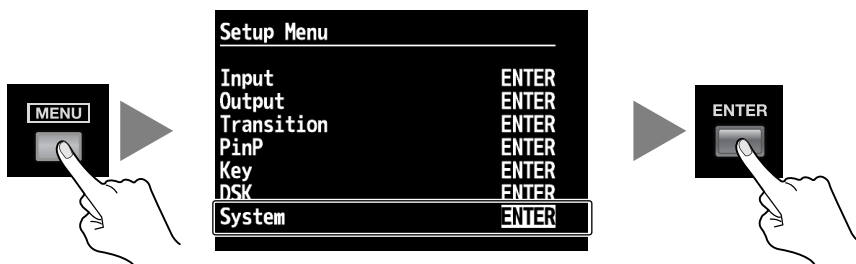 MENU
Setup Menu
Input ENTER
Output ENTER
Transition ENTER
PinP ENTER
Key ENTER
DSK ENTER
System ENTER
ENTER